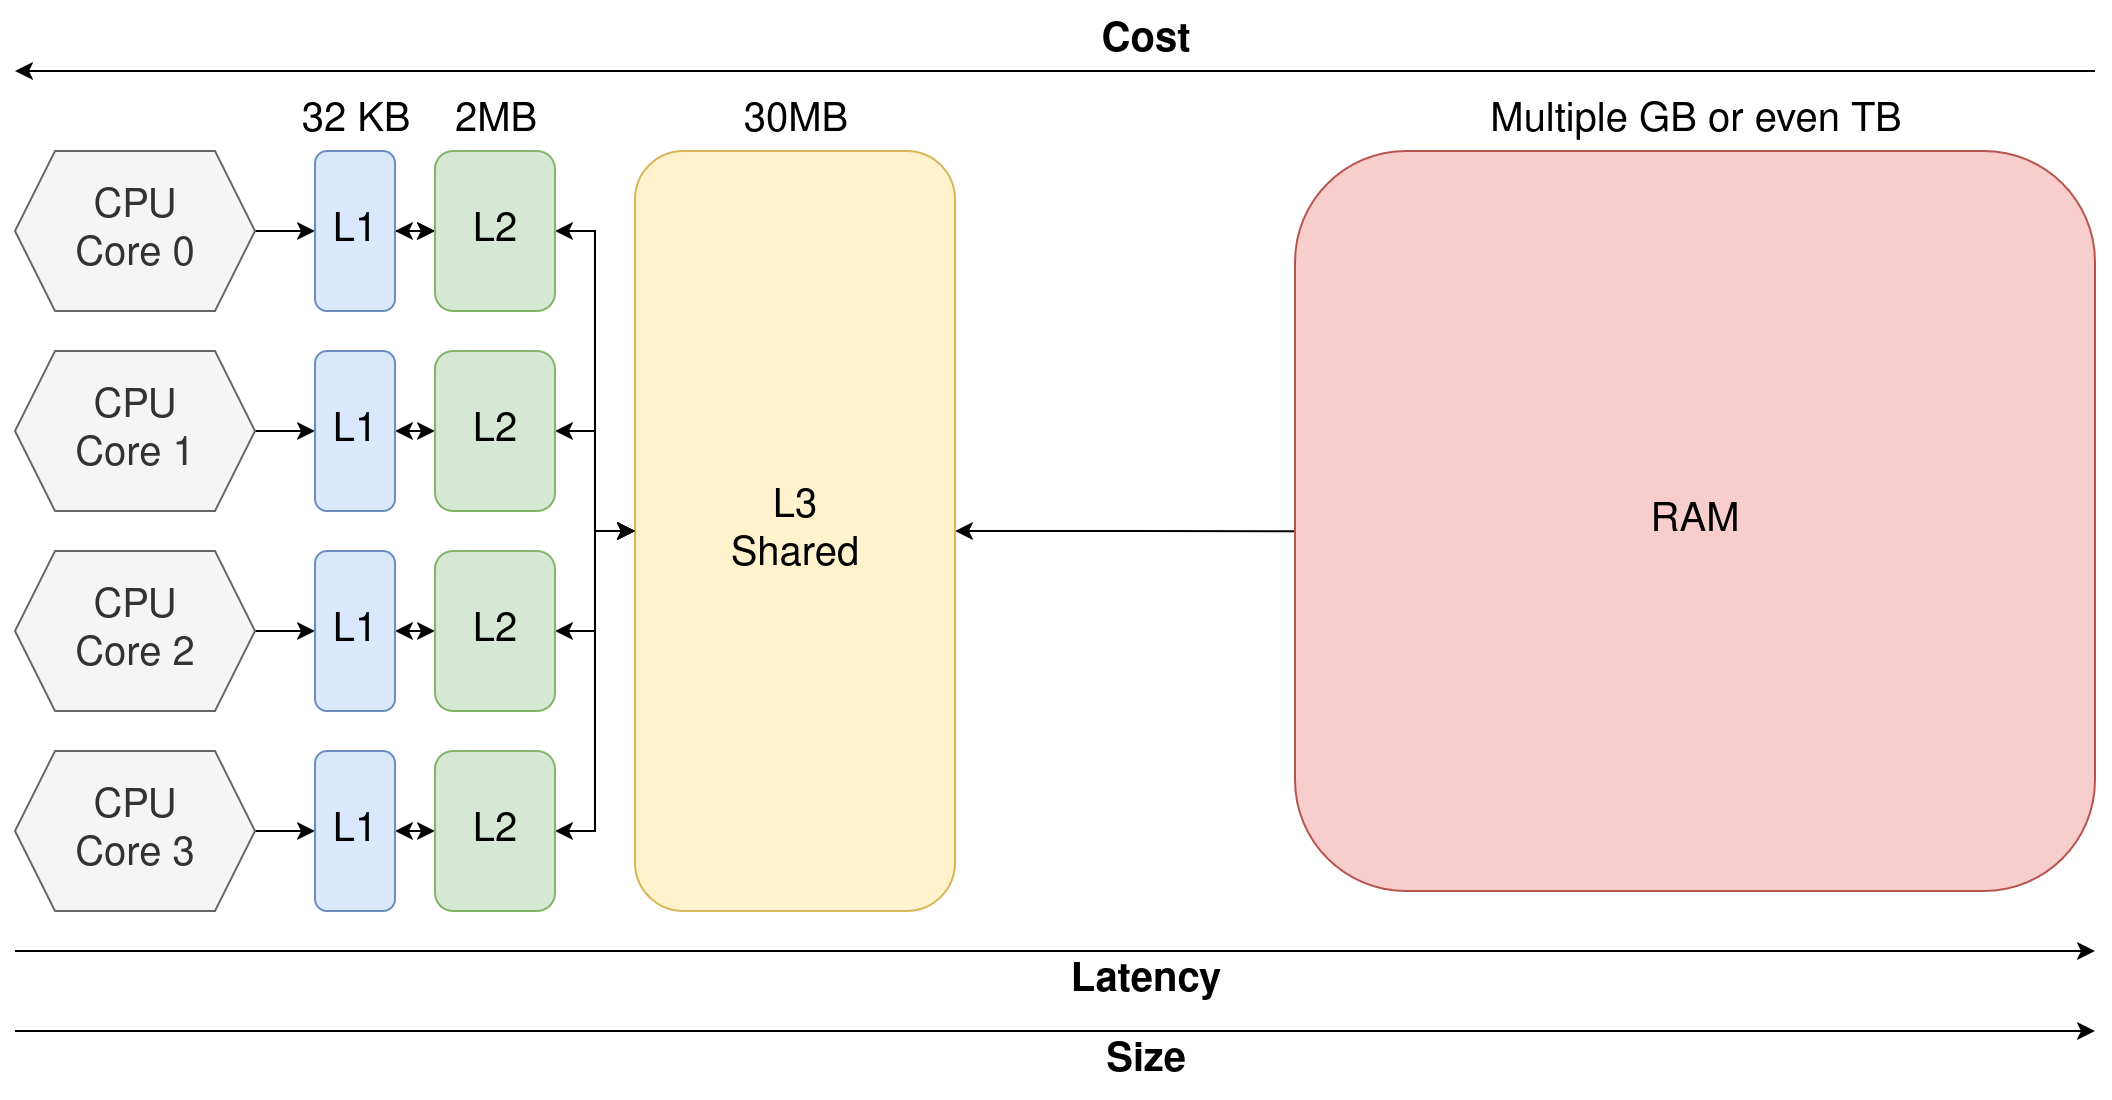 Cost
32 KB
2MB
30MB
Multiple GB or even TB
CPU
Core 0
L1
L2
CPU
Core 1
L1
L2
L3
Shared
RAM
CPU
Core 2
L1
L2
CPU
Core 3
L1
L2
Latency
Size